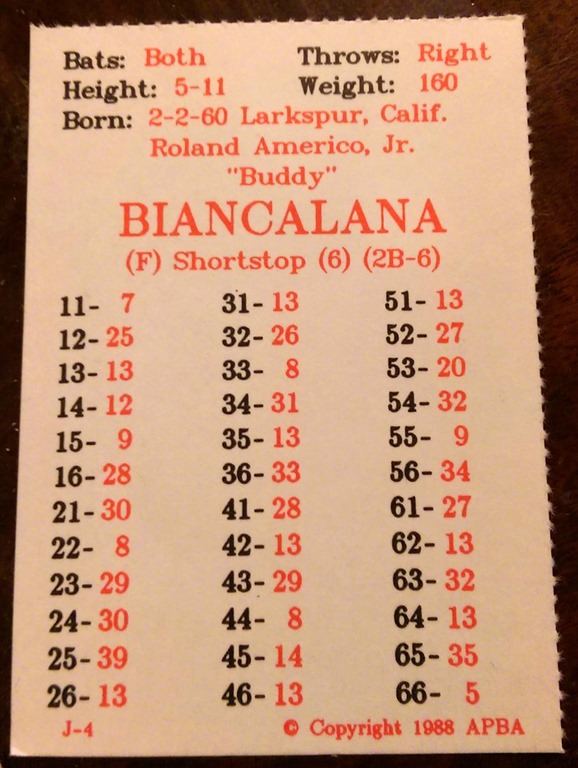 Bats: Both Throws: Right
Height: 5-11 Weight: 160
Born: 2-2-60 Larkspur, Calif.
Roland Americo, Jr.
"Buddy"
BIANCALANA
(F) Shortstop (6) (2B-6)
11- 7 31- 13 51- 13
12- 25 32- 26 52- 27
13- 13 33- 8 53- 20
14- 12 34- 31 54- 32
15- 9 35- 13 55- 9
16- 28 36- 33 56- 34
21- 30 41- 28 61- 27
22- 8 42- 13 62- 13
23- 29 43- 29 63- 32
24- 30 44- 8 64- 13
25- 39 45- 14 65- 35
26- 13 46- 13 66- 5
J-4 © Copyright 1988 APBA